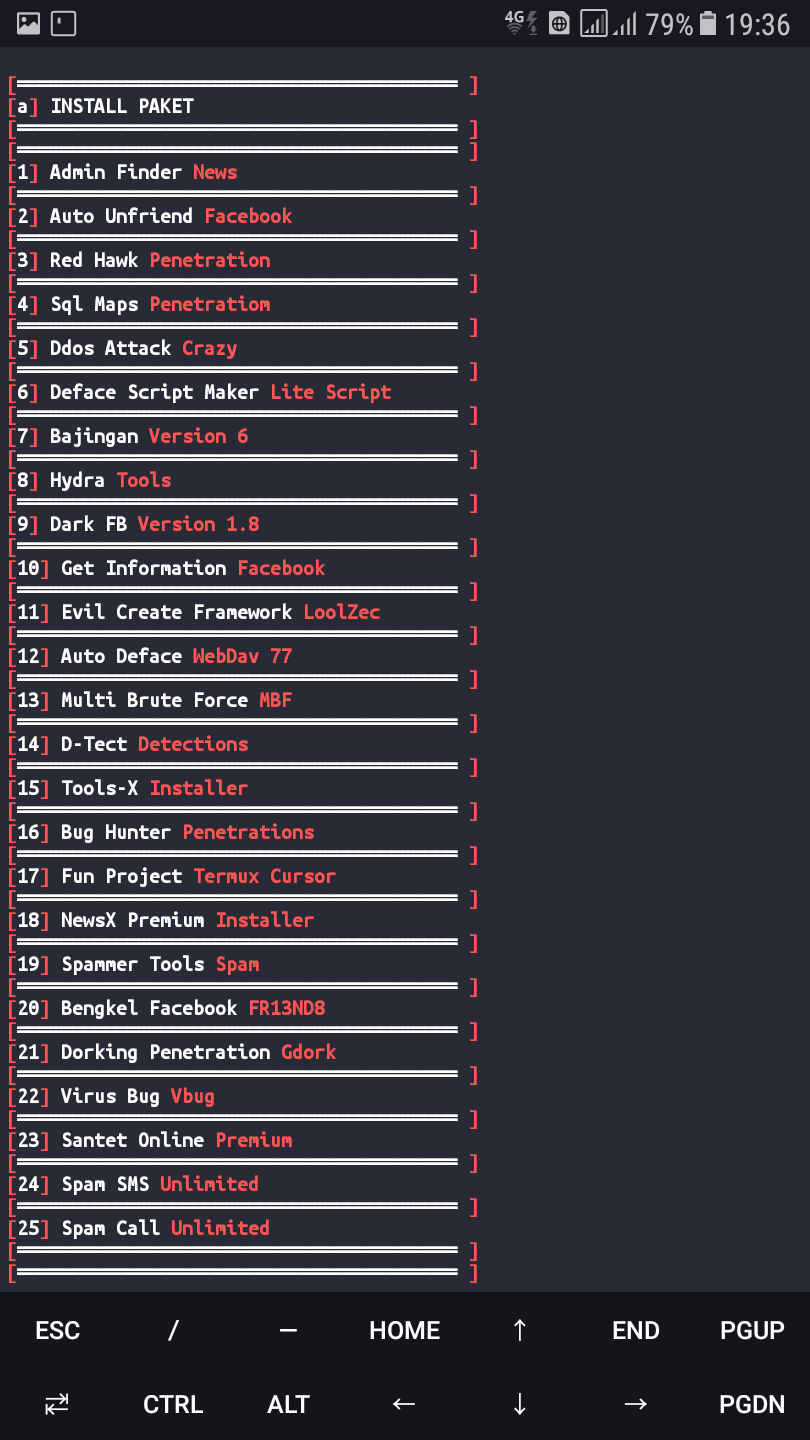 4G 79% 19:36
[════════════════════════════════════════ ]
[a] INSTALL PAKET
[════════════════════════════════════════ ]
[════════════════════════════════════════ ]
[1] Admin Finder News
[════════════════════════════════════════ ]
[2] Auto Unfriend Facebook
[════════════════════════════════════════ ]
[3] Red Hawk Penetration
[════════════════════════════════════════ ]
[4] Sql Maps Penetratiom
[════════════════════════════════════════ ]
[5] Ddos Attack Crazy
[════════════════════════════════════════ ]
[6] Deface Script Maker Lite Script
[════════════════════════════════════════ ]
[7] Bajingan Version 6
[════════════════════════════════════════ ]
[8] Hydra Tools
[════════════════════════════════════════ ]
[9] Dark FB Version 1.8
[════════════════════════════════════════ ]
[10] Get Information Facebook
[════════════════════════════════════════ ]
[11] Evil Create Framework LoolZec
[════════════════════════════════════════ ]
[12] Auto Deface WebDav 77
[════════════════════════════════════════ ]
[13] Multi Brute Force MBF
[════════════════════════════════════════ ]
[14] D-Tect Detections
[════════════════════════════════════════ ]
[15] Tools-X Installer
[════════════════════════════════════════ ]
[16] Bug Hunter Penetrations
[════════════════════════════════════════ ]
[17] Fun Project Termux Cursor
[════════════════════════════════════════ ]
[18] NewsX Premium Installer
[════════════════════════════════════════ ]
[19] Spammer Tools Spam
[════════════════════════════════════════ ]
[20] Bengkel Facebook FR13ND8
[════════════════════════════════════════ ]
[21] Dorking Penetration Gdork
[════════════════════════════════════════ ]
[22] Virus Bug Vbug
[════════════════════════════════════════ ]
[23] Santet Online Premium
[════════════════════════════════════════ ]
[24] Spam SMS Unlimited
[════════════════════════════════════════ ]
[25] Spam Call Unlimited
[════════════════════════════════════════ ]
[════════════════════════════════════════ ]
ESC / — HOME ↑ END PGUP
⇄ CTRL ALT ← ↓ → PGDN